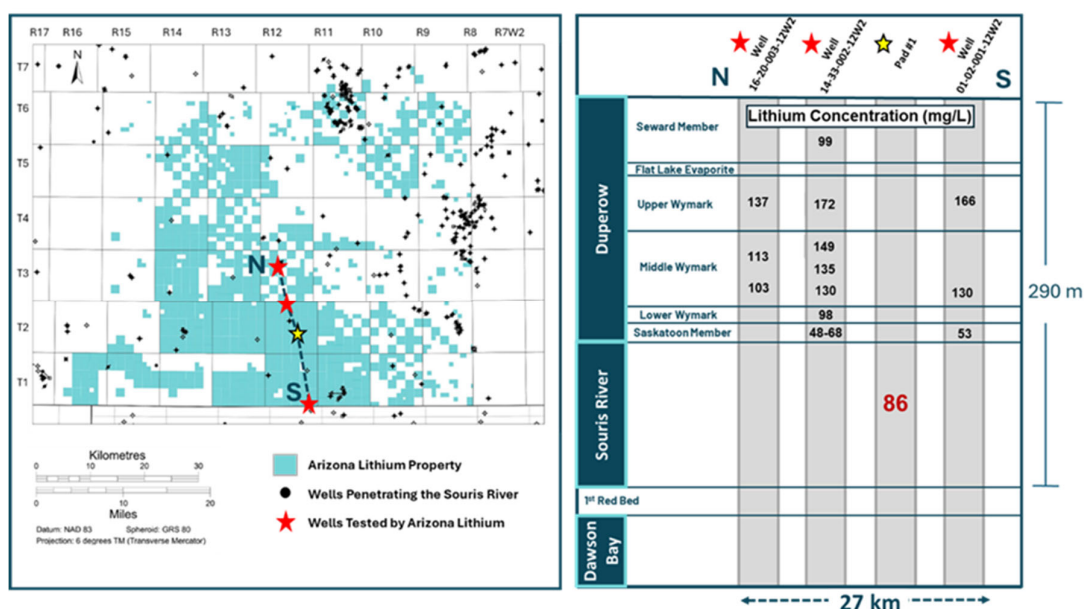 R17 R16 R15 R14 R13 R12 R11 R10 R9 R8 R7W2
T7
T6
T5
T4
T3
T2
T1
N
N
S
Kilometres
0 10 20 30
0 10 20
Miles
Datum: NAD 83 Spheroid: GRS 80
Projection: 6 degrees TM (Transverse Mercator)
Arizona Lithium Property
Wells Penetrating the Souris River
Wells Tested by Arizona Lithium
N
Well
16-20-003-12W2
Well
14-33-002-12W2
Pad #1
Well
01-02-001-12W2
S
Lithium Concentration (mg/L)
Duperow
Seward Member
99
Flat Lake Evaporite
Upper Wymark
137 172 166
Middle Wymark
113 149
135
103 130 130
Lower Wymark
98
Saskatoon Member
48-68 53
Souris River
86
1st Red Bed
Dawson
Bay
290 m
27 km